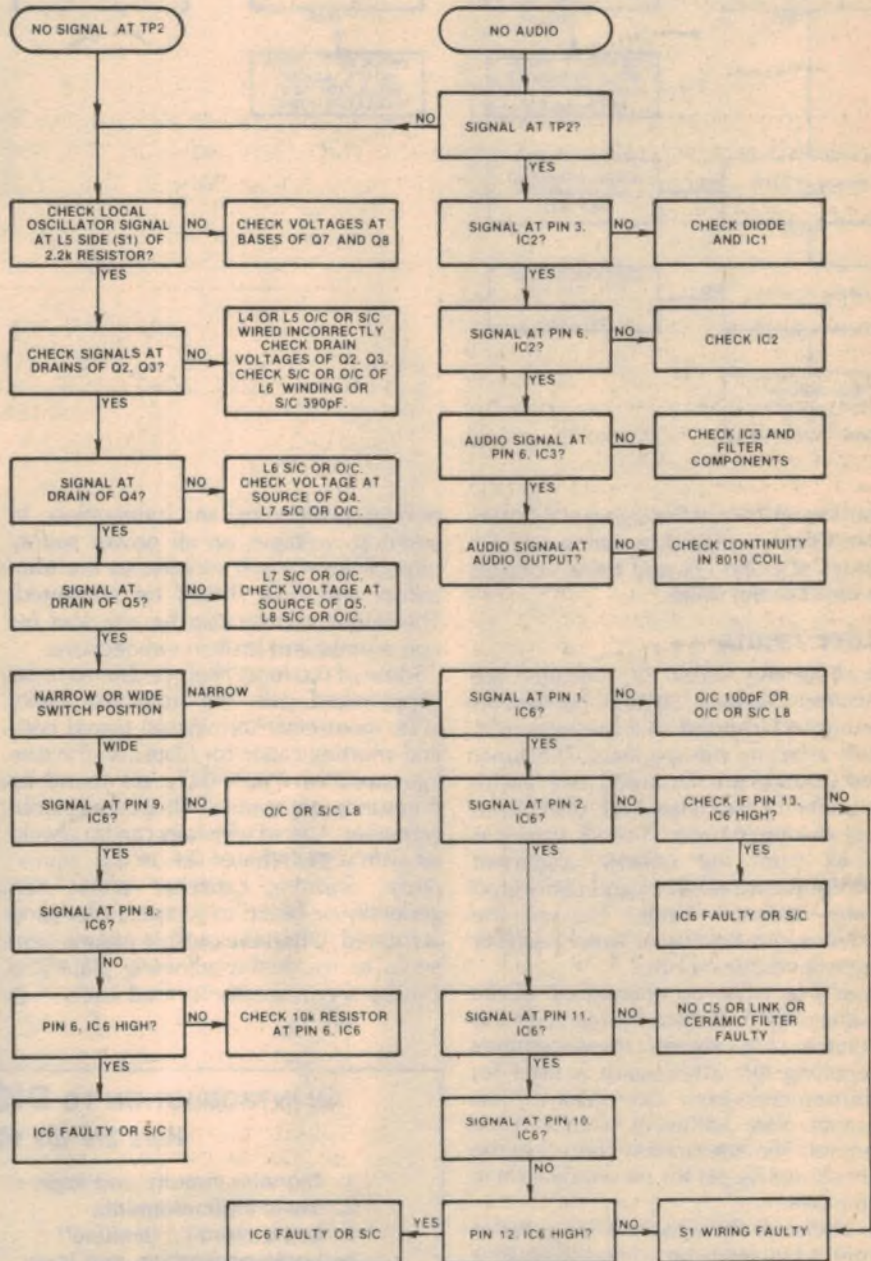 NO SIGNAL AT TP2
NO AUDIO
NO
SIGNAL AT TP2?
YES
CHECK LOCAL
OSCILLATOR SIGNAL
AT L5 SIDE (S1) OF
2.2k RESISTOR?
NO
CHECK VOLTAGES AT
BASES OF Q7 AND Q8
SIGNAL AT PIN 3,
IC2?
NO
CHECK DIODE
AND IC1
YES
YES
CHECK SIGNALS AT
DRAINS OF Q2, Q3?
NO
L4 OR L5 O/C OR S/C
WIRED INCORRECTLY
CHECK DRAIN
VOLTAGES OF Q2, Q3.
CHECK S/C OR O/C OF
L6 WINDING OR
S/C 390pF.
SIGNAL AT PIN 6,
IC2?
NO
CHECK IC2
YES
YES
SIGNAL AT
DRAIN OF Q4?
NO
L6 S/C OR O/C.
CHECK VOLTAGE AT
SOURCE OF Q4.
L7 S/C OR O/C.
AUDIO SIGNAL AT
PIN 6, IC3?
NO
CHECK IC3 AND
FILTER
COMPONENTS
YES
YES
SIGNAL AT
DRAIN OF Q5?
NO
L7 S/C OR O/C.
CHECK VOLTAGE AT
SOURCE OF Q5.
L8 S/C OR O/C.
AUDIO SIGNAL AT
AUDIO OUTPUT?
NO
CHECK CONTINUITY
IN 8010 COIL
YES
NARROW OR WIDE
SWITCH POSITION
NARROW
SIGNAL AT PIN 1,
IC6?
NO
O/C 100pF OR
O/C OR S/C L8
WIDE
YES
SIGNAL AT PIN 9,
IC6?
NO
O/C OR S/C L8
SIGNAL AT PIN 2,
IC6?
NO
CHECK IF PIN 13,
IC6 HIGH?
NO
YES
YES
YES
SIGNAL AT PIN 8,
IC6?
IC6 FAULTY OR S/C
NO
SIGNAL AT PIN 11,
IC6?
NO
NO C5 OR LINK OR
CERAMIC FILTER
FAULTY
PIN 6, IC6 HIGH?
NO
CHECK 10k RESISTOR
AT PIN 6, IC6
YES
YES
SIGNAL AT PIN 10,
IC6?
IC6 FAULTY OR S/C
NO
IC6 FAULTY OR S/C
YES
PIN 12, IC6 HIGH?
NO
S1 WIRING FAULTY